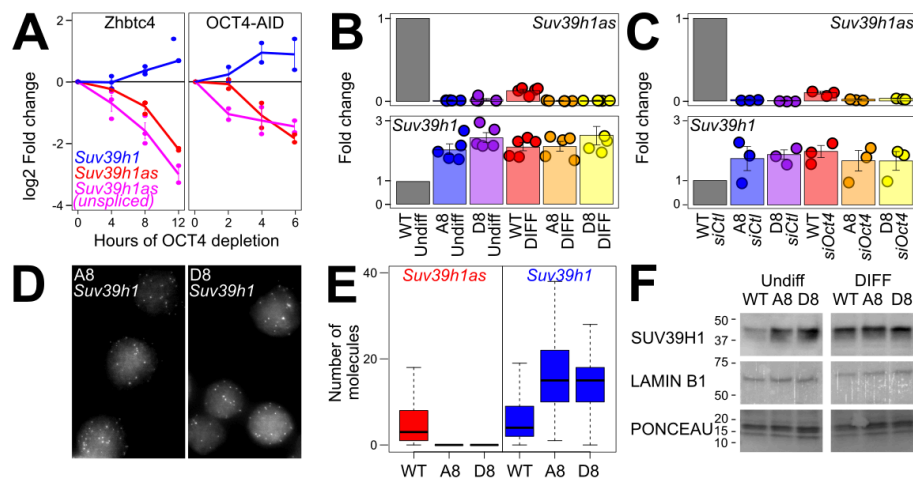 A
Zhbtc4
OCT4-AID
log2 Fold change
2
0
-2
-4
Suv39h1
Suv39h1as
Suv39h1as
(unspliced)
0 4 8 12
0 2 4 6
Hours of OCT4 depletion
B
Fold change
Suv39h1as
1
0
Suv39h1
3
1
0
WT Undiff
A8 Undiff
D8 Undiff
WT DIFF
A8 DIFF
D8 DIFF
C
Fold change
Suv39h1as
1
0
Suv39h1
3
1
0
WT siCtl
A8 siCtl
D8 siCtl
WT siOct4
A8 siOct4
D8 siOct4
D
A8
Suv39h1
D8
Suv39h1
E
Number of
molecules
40
20
0
Suv39h1as
Suv39h1
WT A8 D8 WT A8 D8
F
Undiff DIFF
WT A8 D8 WT A8 D8
SUV39H1
50
37
LAMIN B1
75
50
PONCEAU
20
15
10